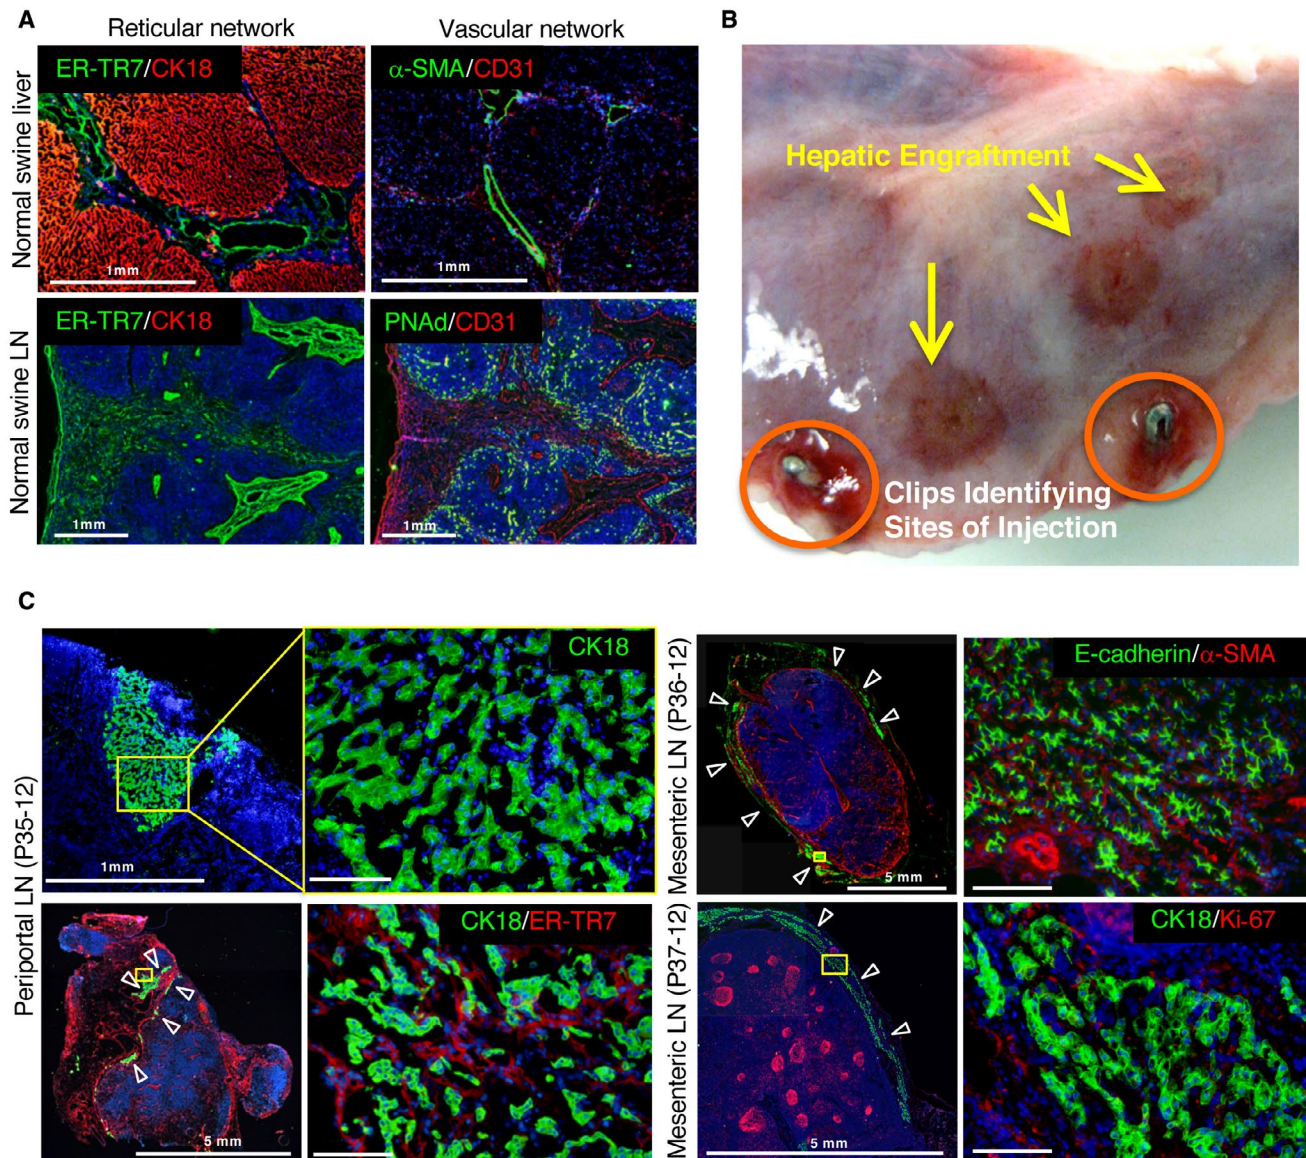 A
Reticular network
Vascular network
Normal swine liver
ER-TR7/CK18
α-SMA/CD31
1mm
1mm
Normal swine LN
ER-TR7/CK18
PNAd/CD31
1mm
1mm
B
Hepatic Engraftment
Clips Identifying
Sites of Injection
C
Periportal LN (P35-12)
CK18
1mm
CK18/ER-TR7
5 mm
Mesenteric LN (P36-12)
E-cadherin/α-SMA
5 mm
Mesenteric LN (P37-12)
CK18/Ki-67
5 mm